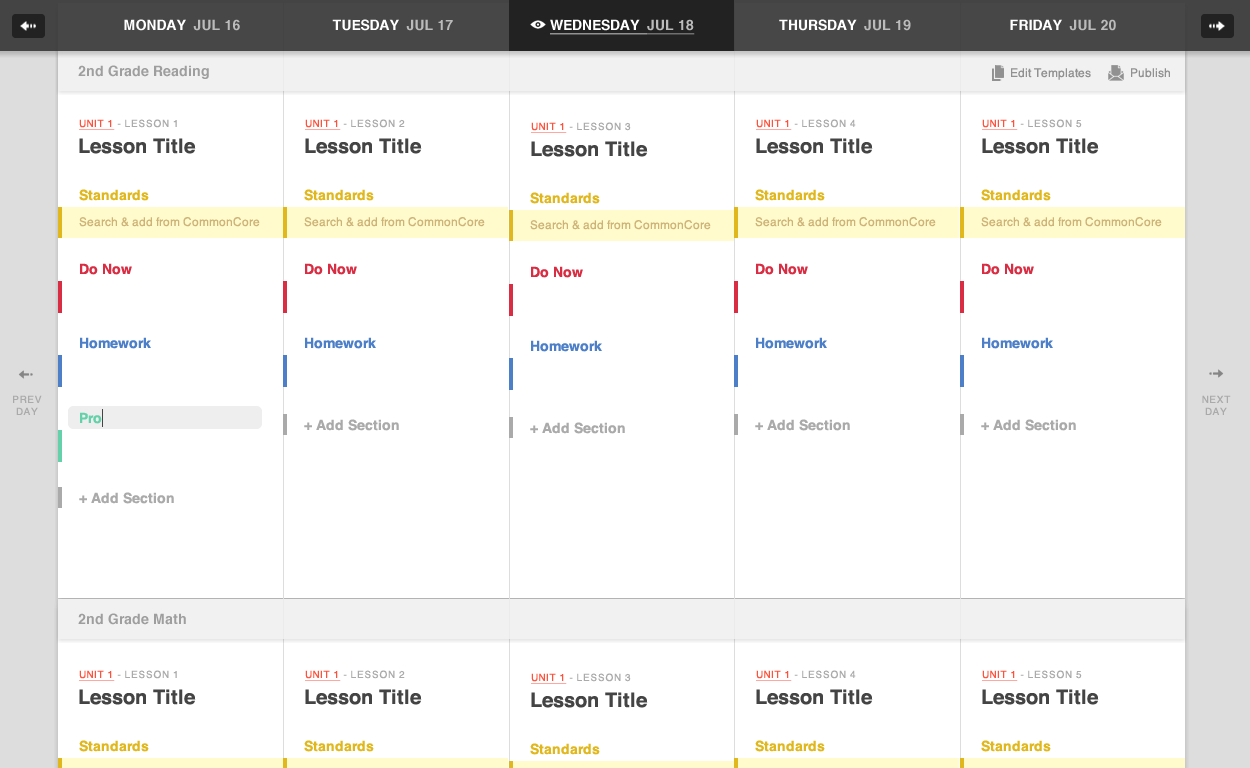 MONDAY JUL 16
TUESDAY JUL 17
WEDNESDAY JUL 18
THURSDAY JUL 19
FRIDAY JUL 20
2nd Grade Reading
Edit Templates
Publish
UNIT 1 - LESSON 1
Lesson Title
Standards
Search & add from CommonCore
Do Now
Homework
Pro
+ Add Section
UNIT 1 - LESSON 2
Lesson Title
Standards
Search & add from CommonCore
Do Now
Homework
+ Add Section
UNIT 1 - LESSON 3
Lesson Title
Standards
Search & add from CommonCore
Do Now
Homework
+ Add Section
UNIT 1 - LESSON 4
Lesson Title
Standards
Search & add from CommonCore
Do Now
Homework
+ Add Section
UNIT 1 - LESSON 5
Lesson Title
Standards
Search & add from CommonCore
Do Now
Homework
+ Add Section
PREV
DAY
NEXT
DAY
2nd Grade Math
UNIT 1 - LESSON 1
Lesson Title
Standards
UNIT 1 - LESSON 2
Lesson Title
Standards
UNIT 1 - LESSON 3
Lesson Title
Standards
UNIT 1 - LESSON 4
Lesson Title
Standards
UNIT 1 - LESSON 5
Lesson Title
Standards